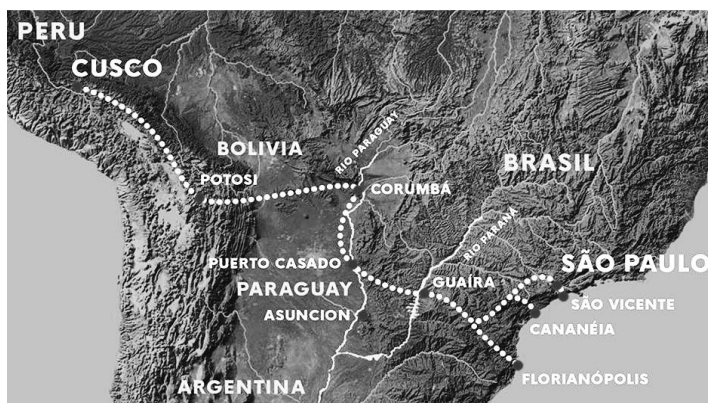 PERU
CUSCO
BOLIVIA
RIO PARAGUAY
BRASIL
POTOSI
CORUMBÁ
RIO PARANÁ
PUERTO CASADO
SÃO PAULO
GUAÍRA
PARAGUAY
SÃO VICENTE
ASUNCION
CANANÉIA
FLORIANÓPOLIS
ARGENTINA